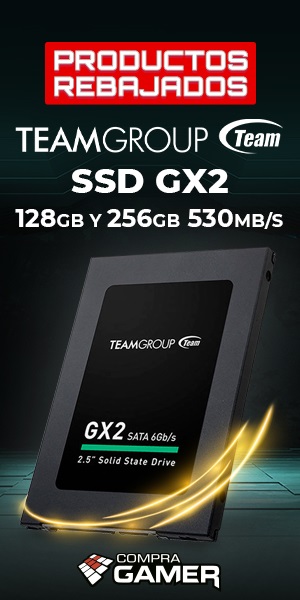 PRODUCTOS
REBAJADOS
TEAMGROUP Team
SSD GX2
128GB Y 256GB 530MB/S
TEAMGROUP Team
GX2 SATA 6Gb/s
2.5" Solid State Drive
COMPRA
GAMER